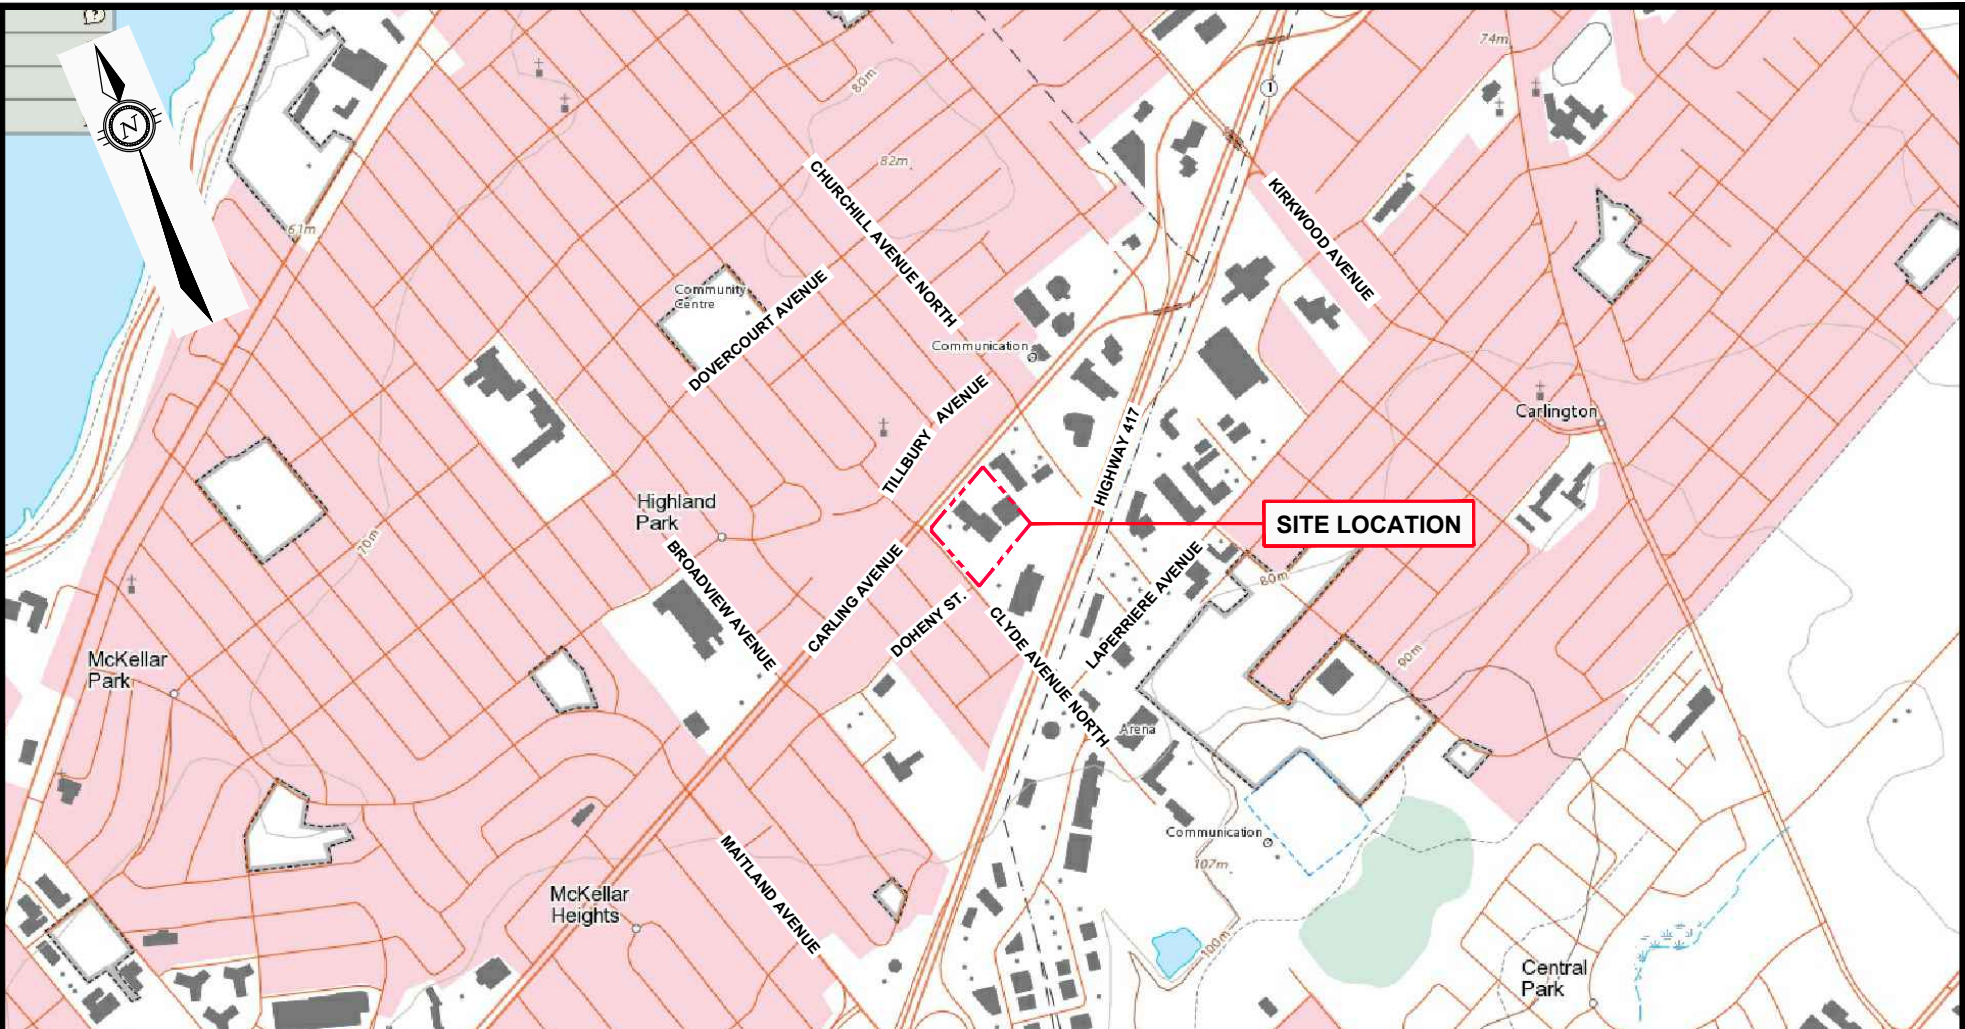 ?
74m
80m
1
N
CHURCHILL AVENUE NORTH
82m
KIRKWOOD AVENUE
61m
Community
Centre
DOVERCOURT AVENUE
Communication
TILLBURY AVENUE
HIGHWAY 417
Carlington
Highland
Park
SITE LOCATION
70m
BROADVIEW AVENUE
CARLING AVENUE
DOHENY ST.
CLYDE AVENUE NORTH
LAPERRIERE AVENUE
80m
90m
McKellar
Park
Arena
Communication
107m
MAITLAND AVENUE
McKellar
Heights
100m
Central
Park